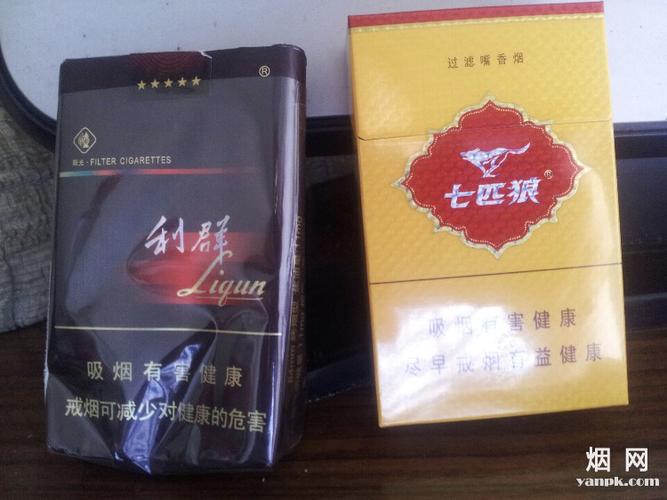 ®
阳光·FILTER CIGARETTES
利群
Liqun
吸烟有害健康
戒烟可减少对健康的危害
过滤嘴香烟
七匹狼®
吸烟有害健康
尽早戒烟有益健康
烟网
yanpk.com